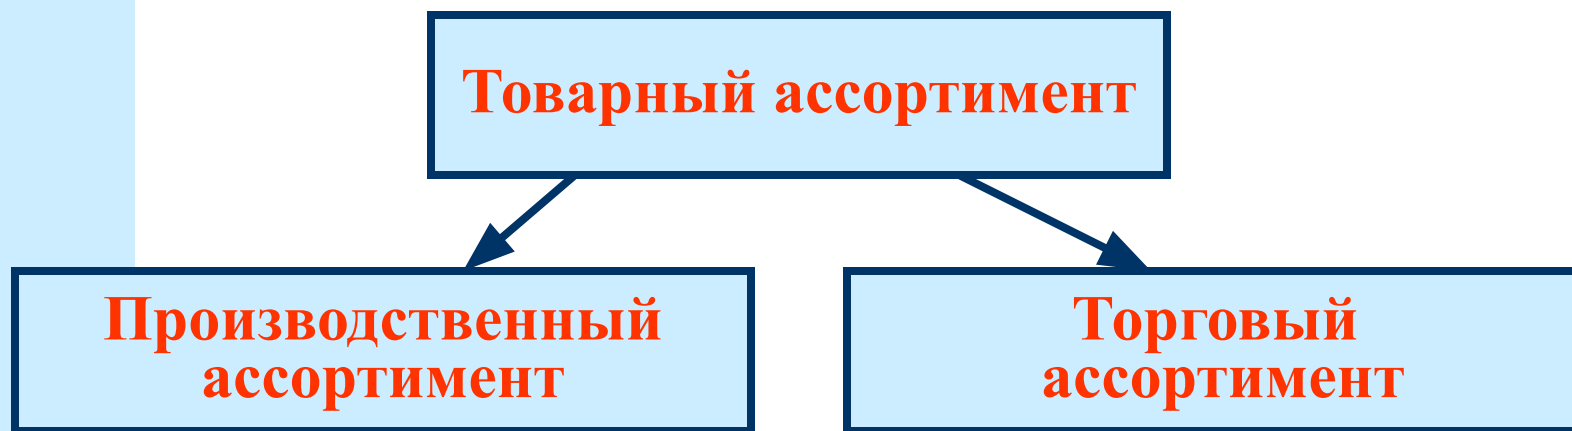 Товарный ассортимент
Производственный
ассортимент
Торговый
ассортимент